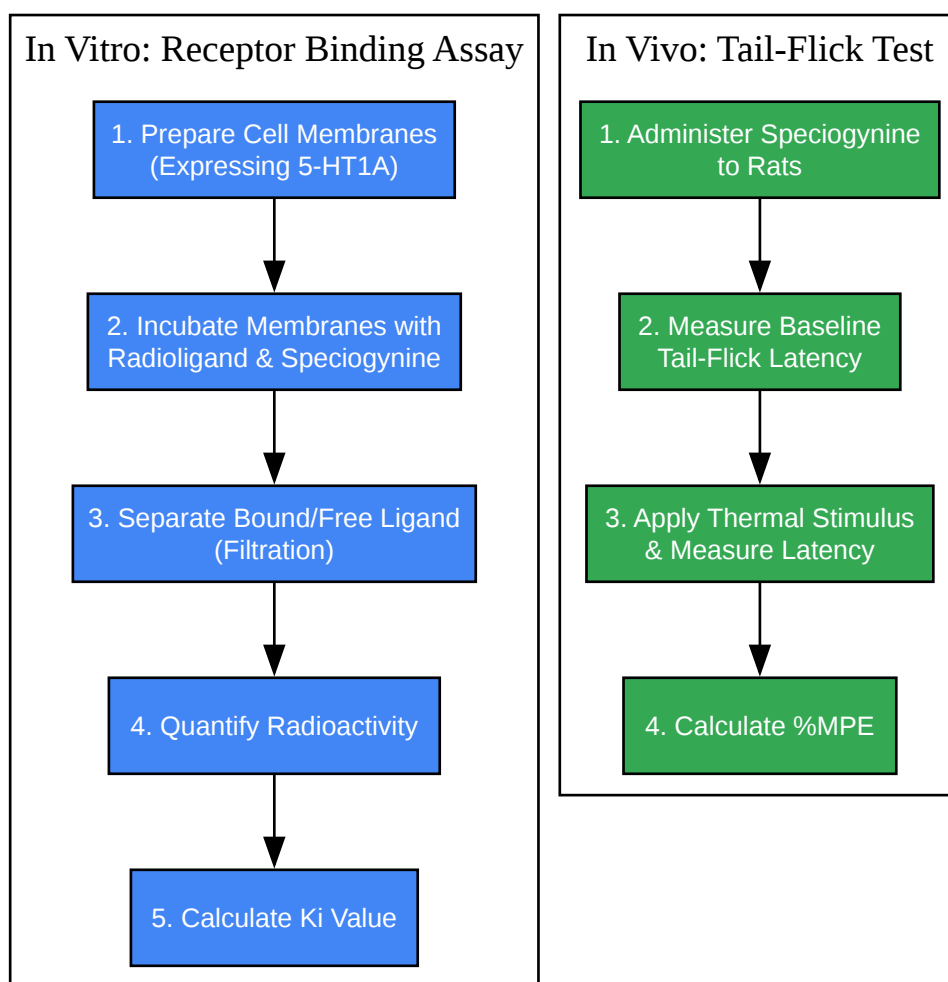 In Vitro: Receptor Binding Assay
1. Prepare Cell Membranes
(Expressing 5-HT1A)
2. Incubate Membranes with
Radioligand & Speciogynine
3. Separate Bound/Free Ligand
(Filtration)
4. Quantify Radioactivity
5. Calculate Ki Value
In Vivo: Tail-Flick Test
1. Administer Speciogynine
to Rats
2. Measure Baseline
Tail-Flick Latency
3. Apply Thermal Stimulus
& Measure Latency
4. Calculate %MPE